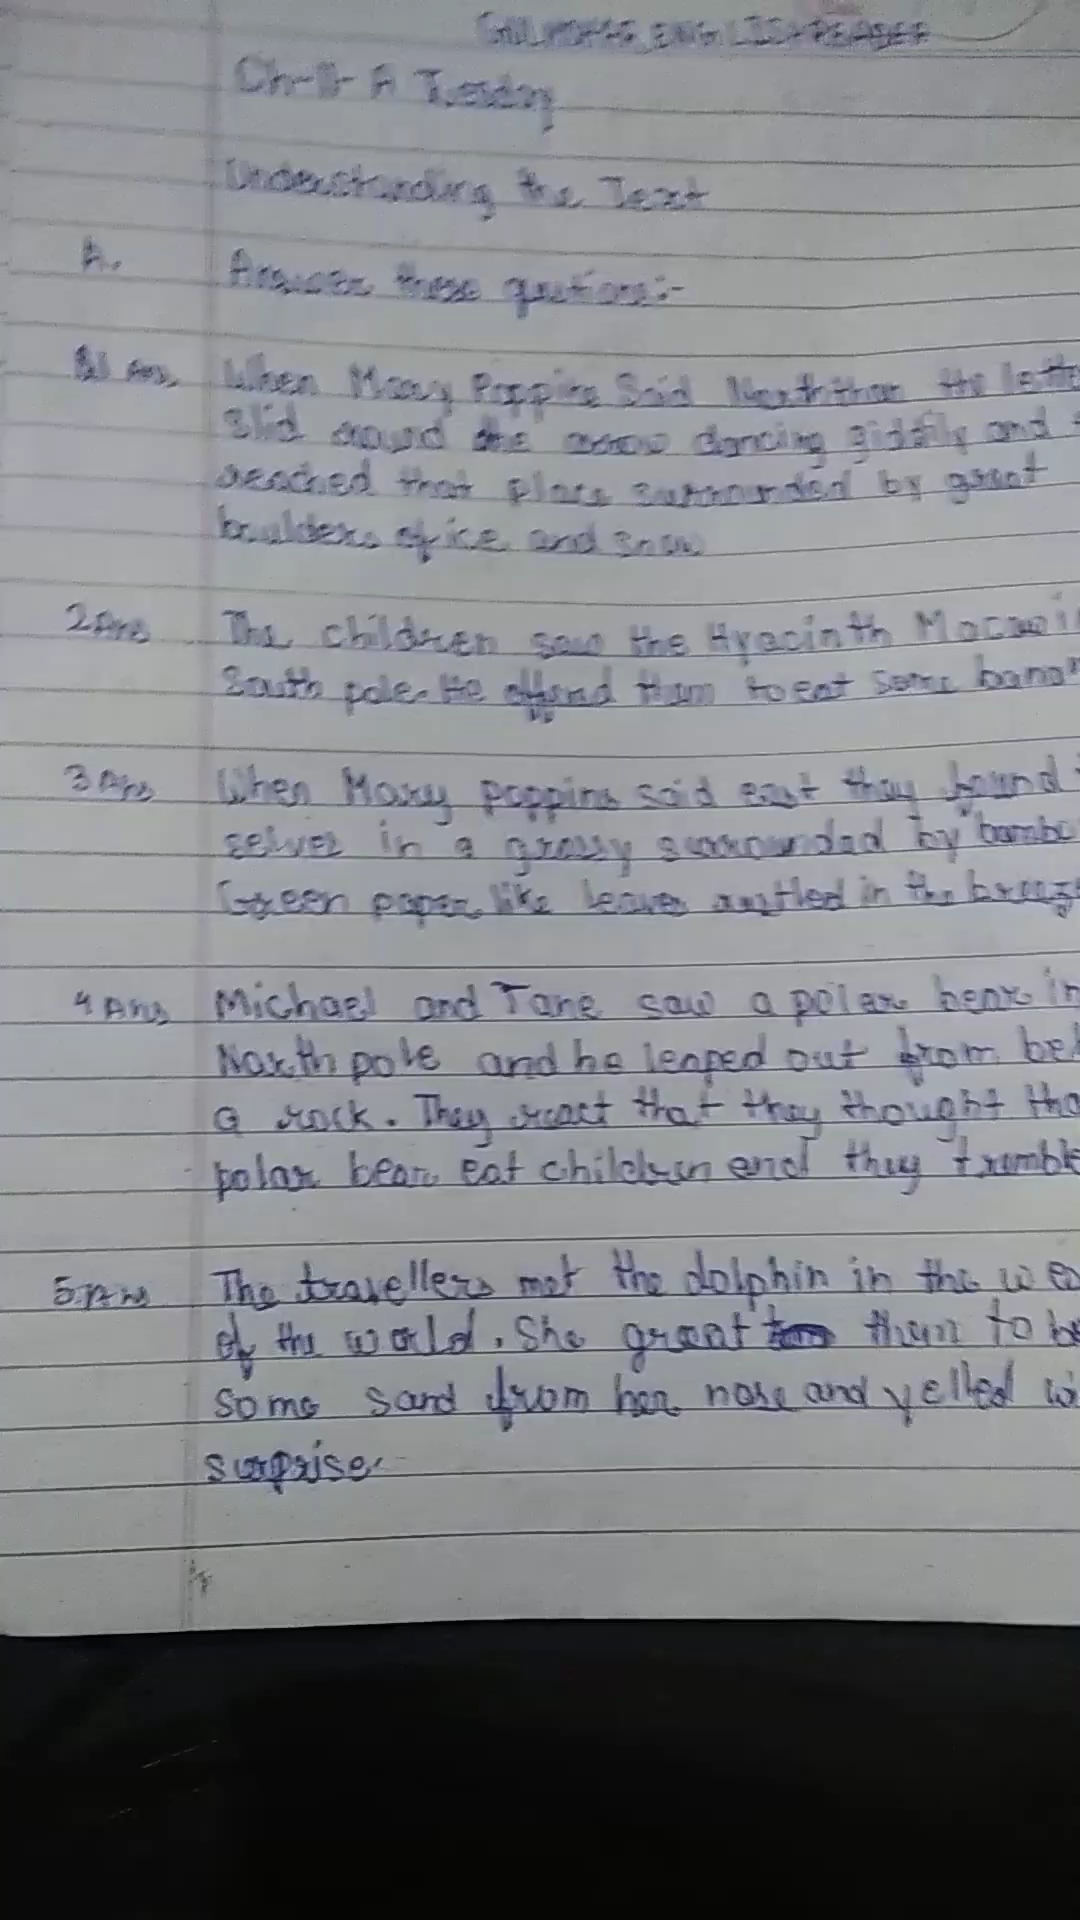 Ch-11- A Tuesday
Understanding the Text
A. Answer these qustions:-
1 Ans. When Mary Poppins Said North then the
slid around the arrow dancing giddily and
reached that place surrounded by great
boulders of ice and snow
2 Ans The children saw the Hyacinth Macaw
South pole. He offered them to eat some
3 Ans When Mary poppins said east they found
selves in a grassy surrounded by
Green paper like leaves rustled in the
4 Ans Michael and Jane saw a polar bear in
North pole and he leaped out from
a rock. They react that they thought
polar bear eat children and they
5. Ans The travellers met the dolphin in the
of the world. She great them to
some sand from her nose and yelled
surprise.